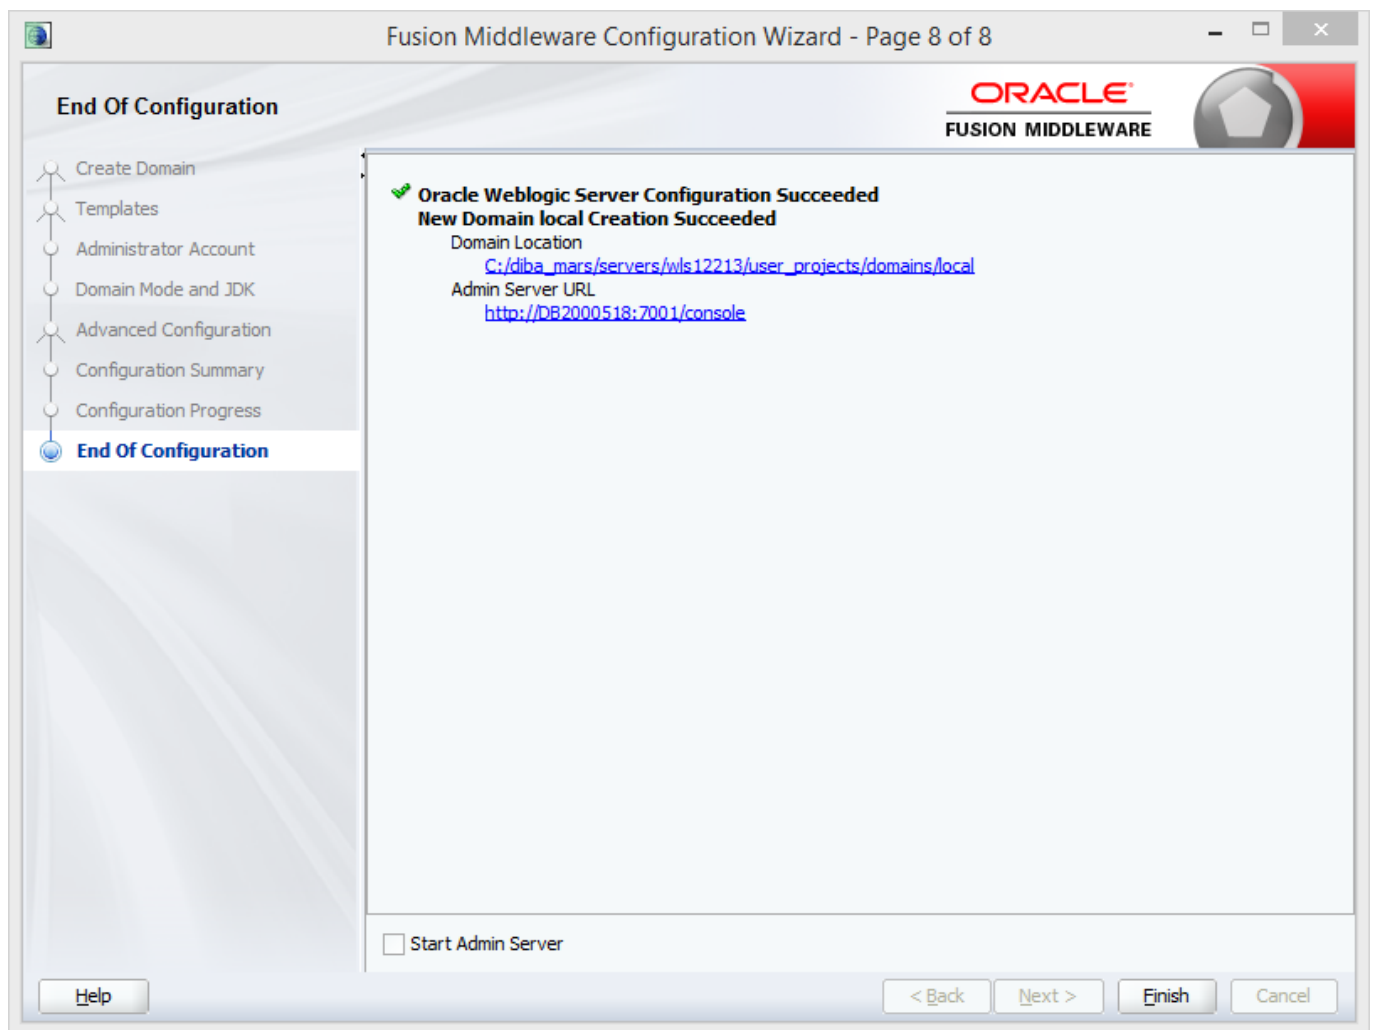 Fusion Middleware Configuration Wizard - Page 8 of 8
End Of Configuration
ORACLE
FUSION MIDDLEWARE
Create Domain
Templates
Administrator Account
Domain Mode and JDK
Advanced Configuration
Configuration Summary
Configuration Progress
End Of Configuration
Oracle Weblogic Server Configuration Succeeded
New Domain local Creation Succeeded
Domain Location
C:/diba_mars/servers/wls12213/user_projects/domains/local
Admin Server URL
http://DB2000518:7001/console
Start Admin Server
Help
< Back
Next >
Finish
Cancel